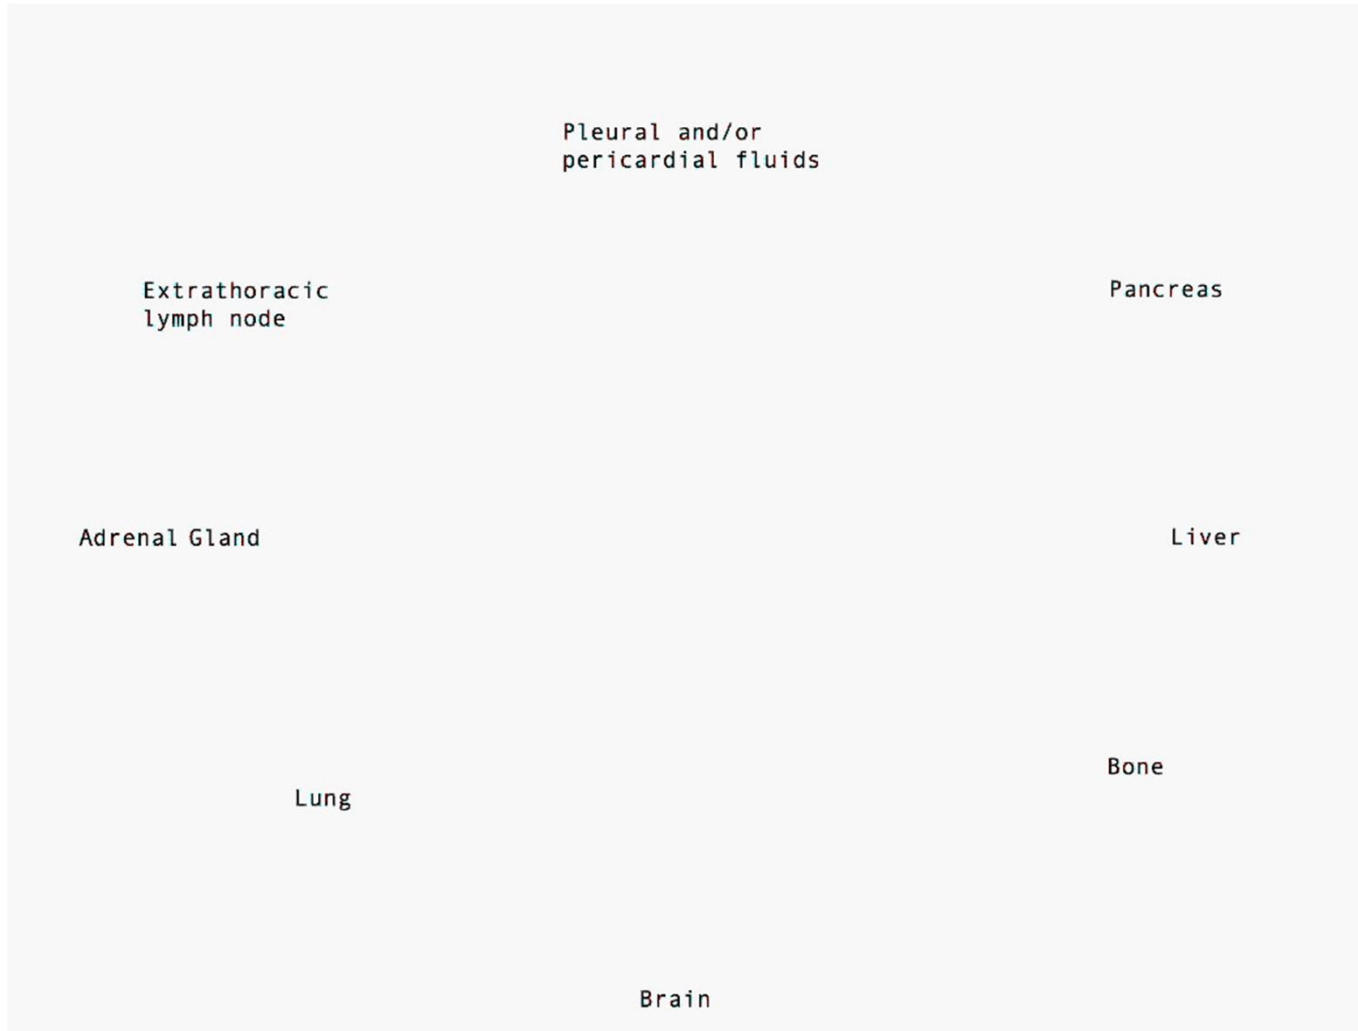 Pleural and/or
pericardial fluids
Extrathoracic
lymph node
Pancreas
Adrenal Gland
Liver
Bone
Lung
Brain